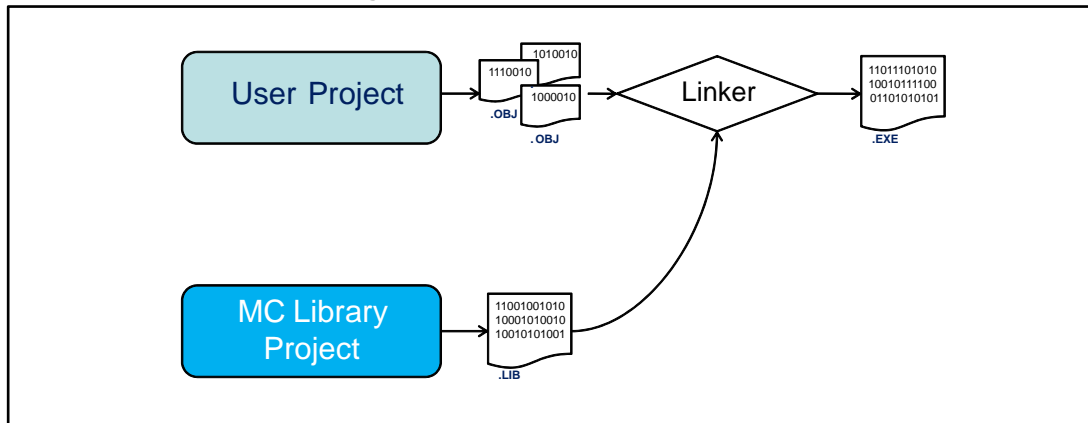 User Project
1010010
1110010
1000010
.OBJ
. OBJ
Linker
11011101010
10010111100
01101010101
.EXE
MC Library
Project
11001001010
10001010010
10010101001
.LIB